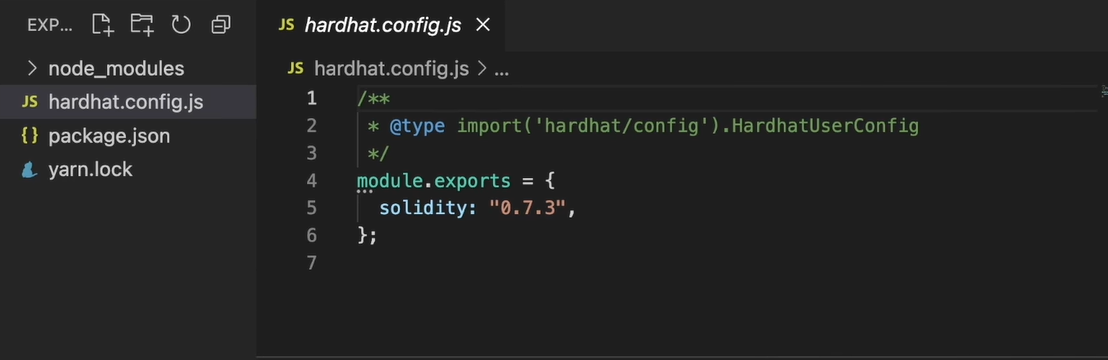 EXP...
JS hardhat.config.js
node_modules
JS hardhat.config.js
{} package.json
yarn.lock
JS hardhat.config.js > ...
1 /**
2  * @type import('hardhat/config').HardhatUserConfig
3  */
4 module.exports = {
5   solidity: "0.7.3",
6 };
7